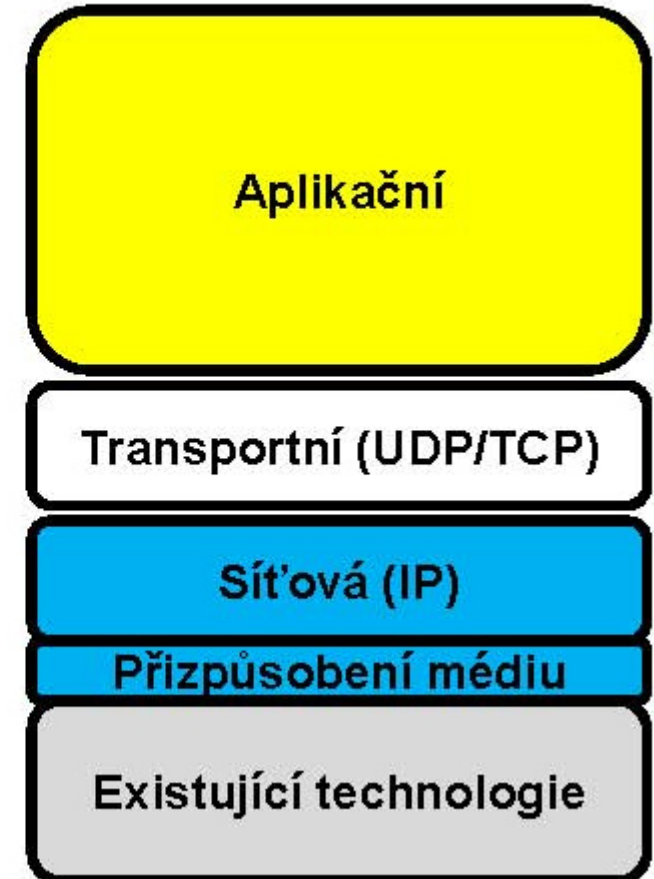 Aplikační
Transportní (UDP/TCP)
Síťová (IP)
Přizpůsobení médiu
Existující technologie